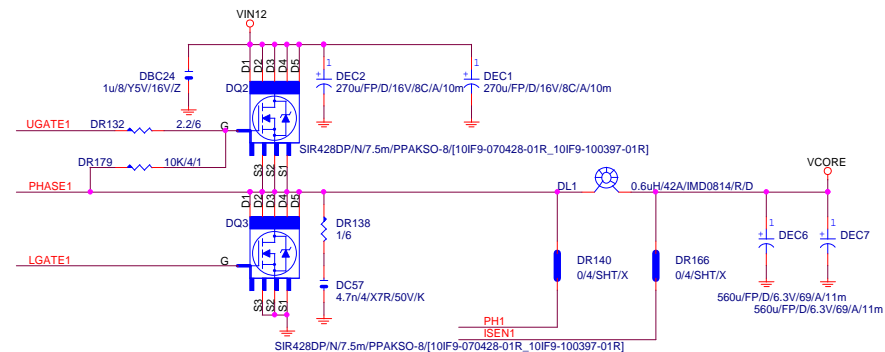 VIN12
D1
D2
D3
D4
D5
DBC24
1u/8/Y5V/16V/Z
1
DEC2
270u/FP/D/16V/8C/A/10m
1
DEC1
270u/FP/D/16V/8C/A/10m
DQ2
UGATE1
DR132
2.2/6
G
SIR428DP/N/7.5m/PPAKSO-8/[10IF9-070428-01R_10IF9-100397-01R]
DR179
10K/4/1
S3
S2
S1
PHASE1
D1
D2
D3
D4
D5
DL1
0.6uH/42A/IMD0814/R/D
VCORE
DQ3
DR138
1/6
1
DEC6
1
DEC7
LGATE1
G
DR140
0/4/SHT/X
DR166
0/4/SHT/X
DC57
4.7n/4/X7R/50V/K
S3
S2
S1
560u/FP/D/6.3V/69/A/11m
560u/FP/D/6.3V/69/A/11m
PH1
ISEN1
SIR428DP/N/7.5m/PPAKSO-8/[10IF9-070428-01R_10IF9-100397-01R]